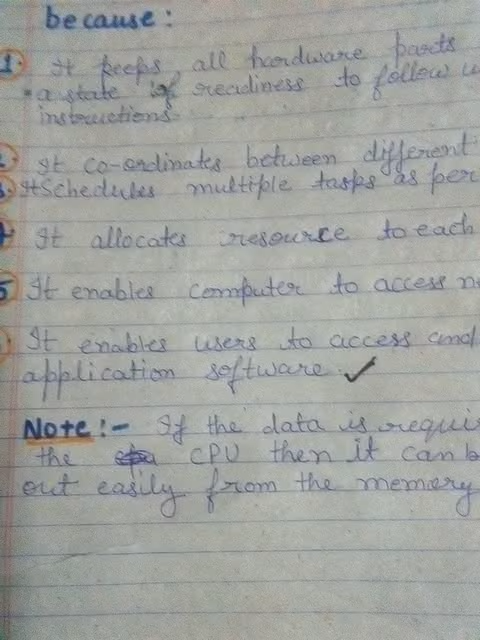 because:
1. It keeps all hardware parts
a state of readiness to follow
instructions.
It co-ordinates between different
It Schedules multiple tasks as per
It allocates resource to each
5 It enables computer to access
It enables users to access and
application software. ✓
Note:- If the data is requi
the CPU then it can b
out easily from the memory